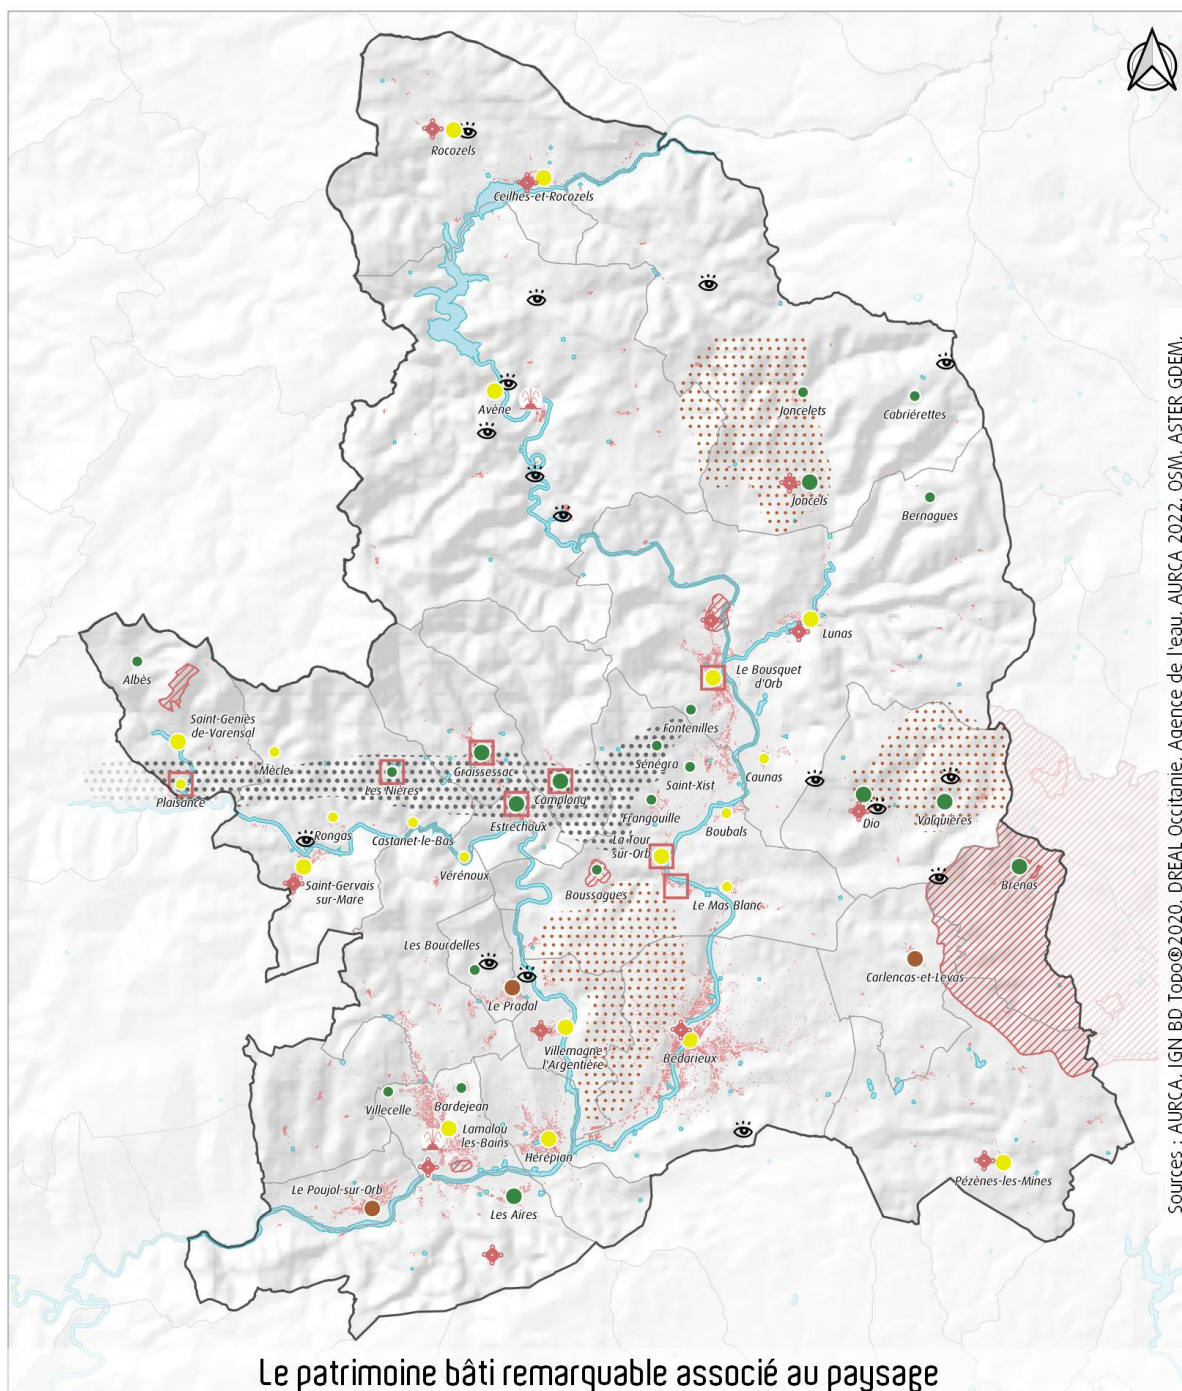 Rocozels
Ceilhes-et-Rocozels
Avène
Joncelets
Cabriérettes
Joncels
Bernagues
Lunas
Le Bousquet
d'Orb
Albès
Saint-Geniès
de-Varensal
Fontenilles
Mècle
Sénégra
Graissessac
Saint-Xist
Caunas
Les Nières
Plaisance
Camplong
Frangouille
Estréchoux
Dio
Valquières
Rongas
Castanet-le-Bas
Boubals
La Tour
sur-Orb
Vérénoux
Saint-Gervais
sur-Mare
Boussagues
Le Mas Blanc
Brenas
Les Bourdelles
Carlencas-et-Levas
Le Pradal
Villemagne
l'Argentière
Bédarieux
Villecelle
Bardejean
Lamalou
les-Bains
Hérépian
Pézènes-les-Mines
Le Poujol-sur-Orb
Les Aires
Sources : AURCA, IGN BD Topo®2020, DREAL Occitanie, Agence de l'eau, AURCA 2022, OSM, ASTER GDEM.
Le patrimoine bâti remarquable associé au paysage